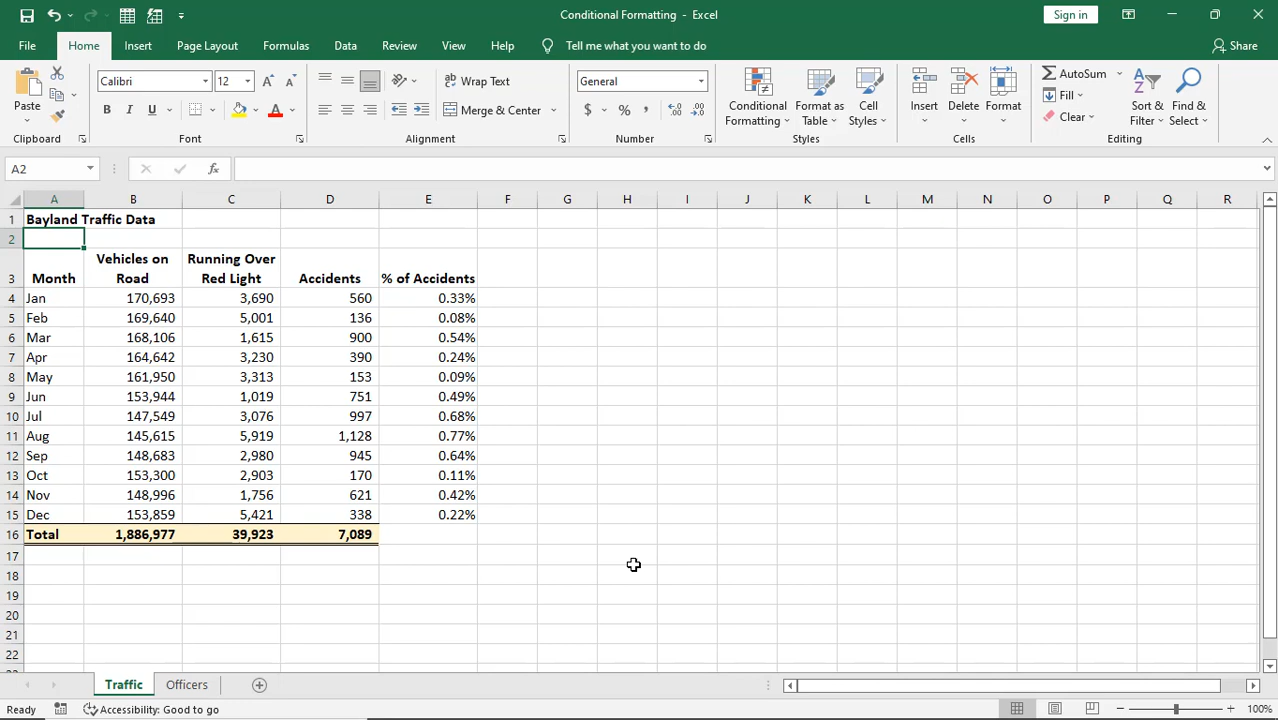 Conditional Formatting - Excel
Sign in
File Home Insert Page Layout Formulas Data Review View Help Tell me what you want to do Share
Paste
Clipboard
Calibri 12
B I U A
Font
Wrap Text
Merge & Center
Alignment
General
$ % ,
Number
Conditional Formatting
Format as Table
Cell Styles
Styles
Insert Delete Format
Cells
AutoSum
Fill
Clear
Sort & Filter
Find & Select
Editing
A2 fx
A B C D E F G H I J K L M N O P Q R
1 Bayland Traffic Data
2
3 Month Vehicles on Road Running Over Red Light Accidents % of Accidents
4 Jan 170,693 3,690 560 0.33%
5 Feb 169,640 5,001 136 0.08%
6 Mar 168,106 1,615 900 0.54%
7 Apr 164,642 3,230 390 0.24%
8 May 161,950 3,313 153 0.09%
9 Jun 153,944 1,019 751 0.49%
10 Jul 147,549 3,076 997 0.68%
11 Aug 145,615 5,919 1,128 0.77%
12 Sep 148,683 2,980 945 0.64%
13 Oct 153,300 2,903 170 0.11%
14 Nov 148,996 1,756 621 0.42%
15 Dec 153,859 5,421 338 0.22%
16 Total 1,886,977 39,923 7,089
17
18
19
20
21
22
Traffic Officers
Ready Accessibility: Good to go 100%